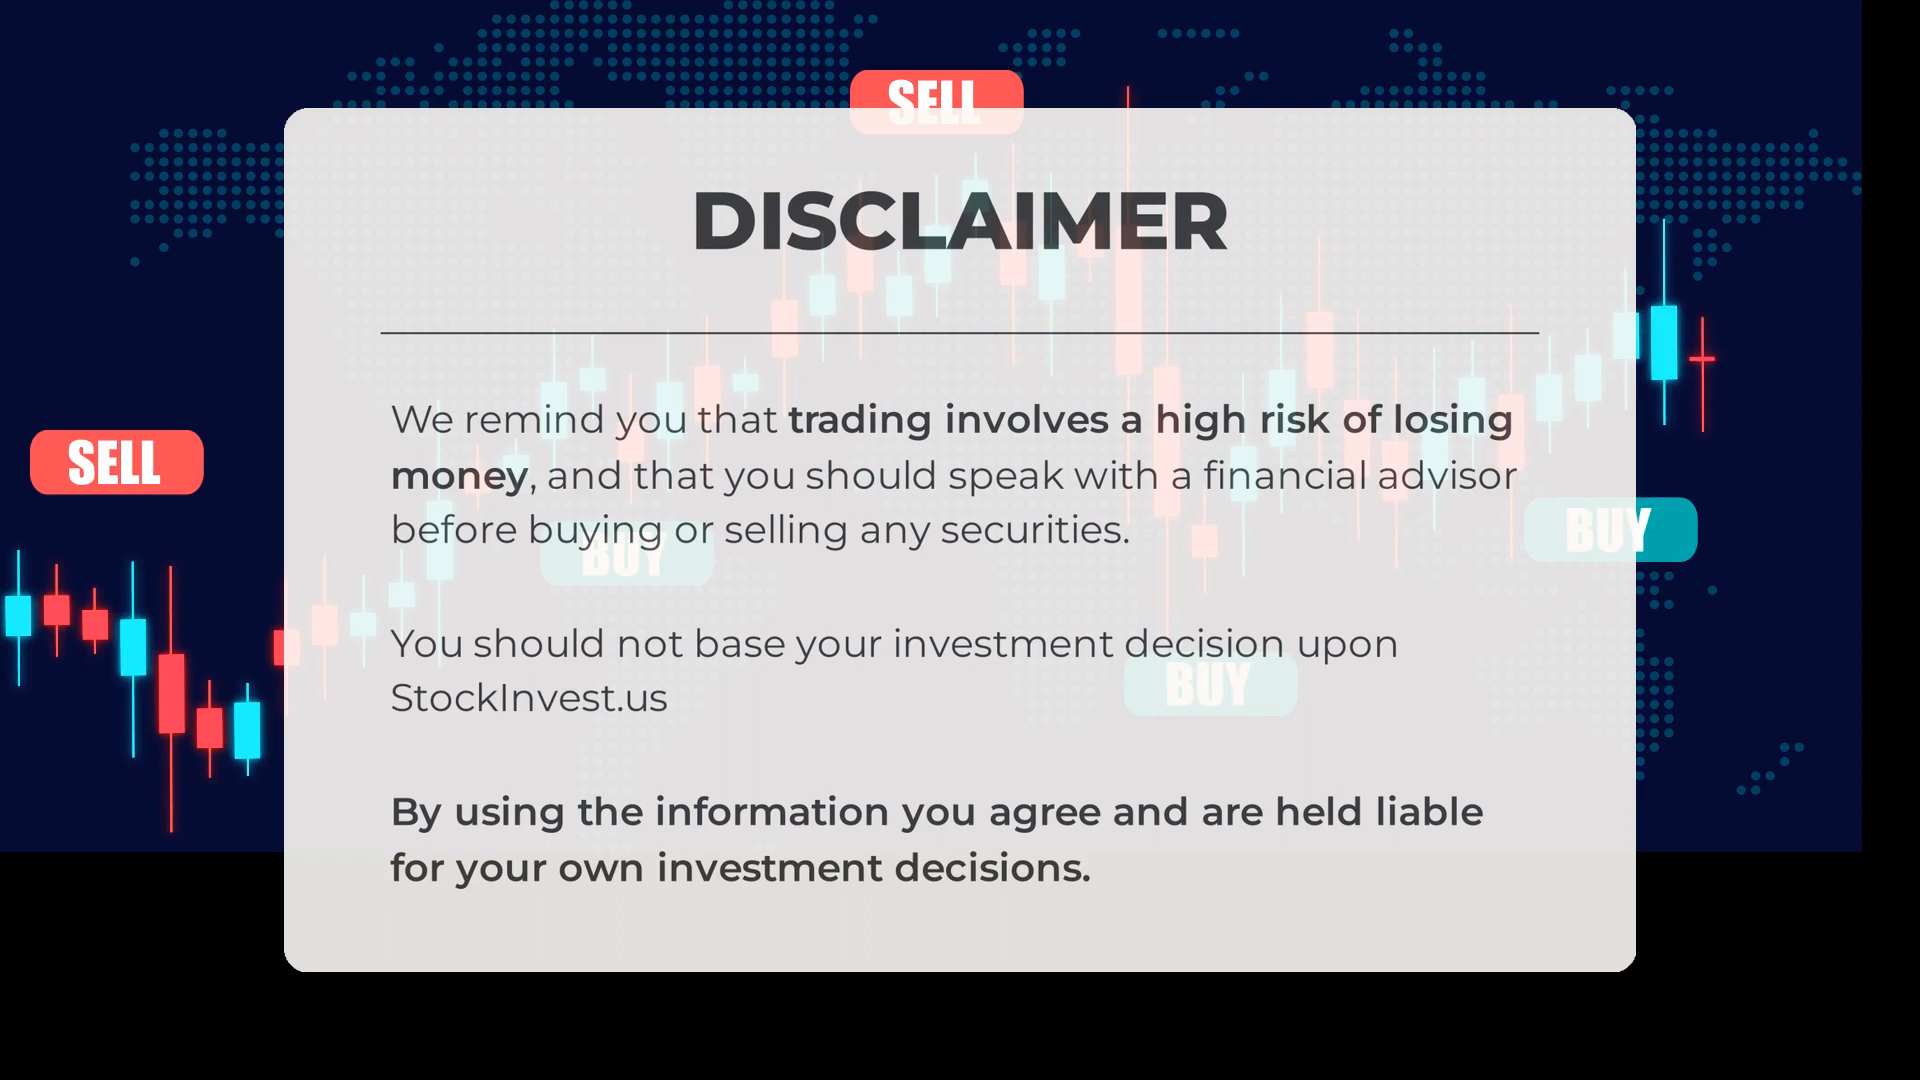 SELL
DISCLAIMER
We remind you that trading involves a high risk of losing
money, and that you should speak with a financial advisor
before buying or selling any securities.
SELL
BUY
BUY
You should not base your investment decision upon
StockInvest.us
BUY
By using the information you agree and are held liable
for your own investment decisions.